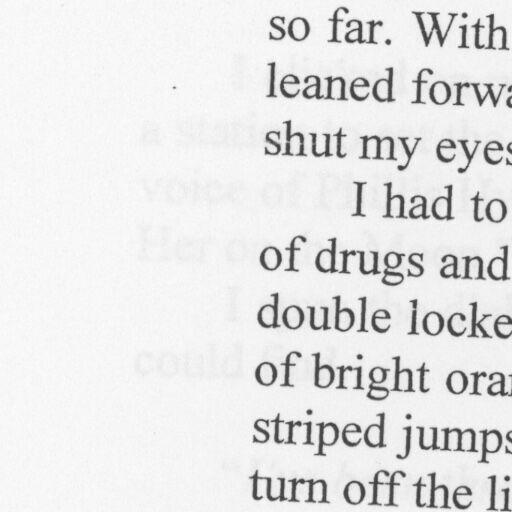 so far. With
leaned forwa
shut my eyes
I had to
of drugs and
double locke
of bright ora
striped jumps
turn off the li